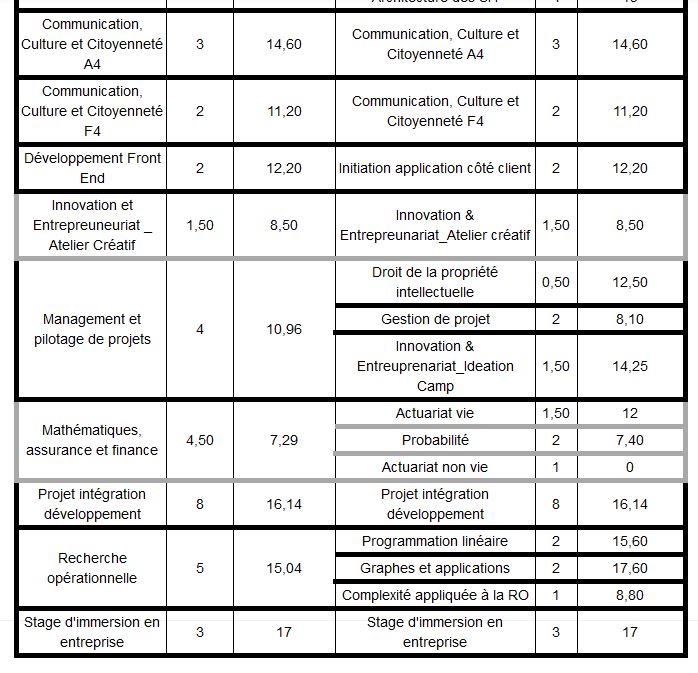 Communication,
Culture et Citoyenneté
A4
3
14,60
Communication, Culture et
Citoyenneté A4
3
14,60
Communication,
Culture et Citoyenneté
F4
2
11,20
Communication, Culture et
Citoyenneté F4
2
11,20
Développement Front
End
2
12,20
Initiation application côté client
2
12,20
Innovation et
Entrepreuneuriat _
Atelier Créatif
1,50
8,50
Innovation &
Entrepreunariat_Atelier créatif
1,50
8,50
Management et
pilotage de projets
4
10,96
Droit de la propriété
intellectuelle
0,50
12,50
Gestion de projet
2
8,10
Innovation &
Entreuprenariat_Ideation
Camp
1,50
14,25
Mathématiques,
assurance et finance
4,50
7,29
Actuariat vie
1,50
12
Probabilité
2
7,40
Actuariat non vie
1
0
Projet intégration
développement
8
16,14
Projet intégration
développement
8
16,14
Recherche
opérationnelle
5
15,04
Programmation linéaire
2
15,60
Graphes et applications
2
17,60
Complexité appliquée à la RO
1
8,80
Stage d'immersion en
entreprise
3
17
Stage d'immersion en
entreprise
3
17